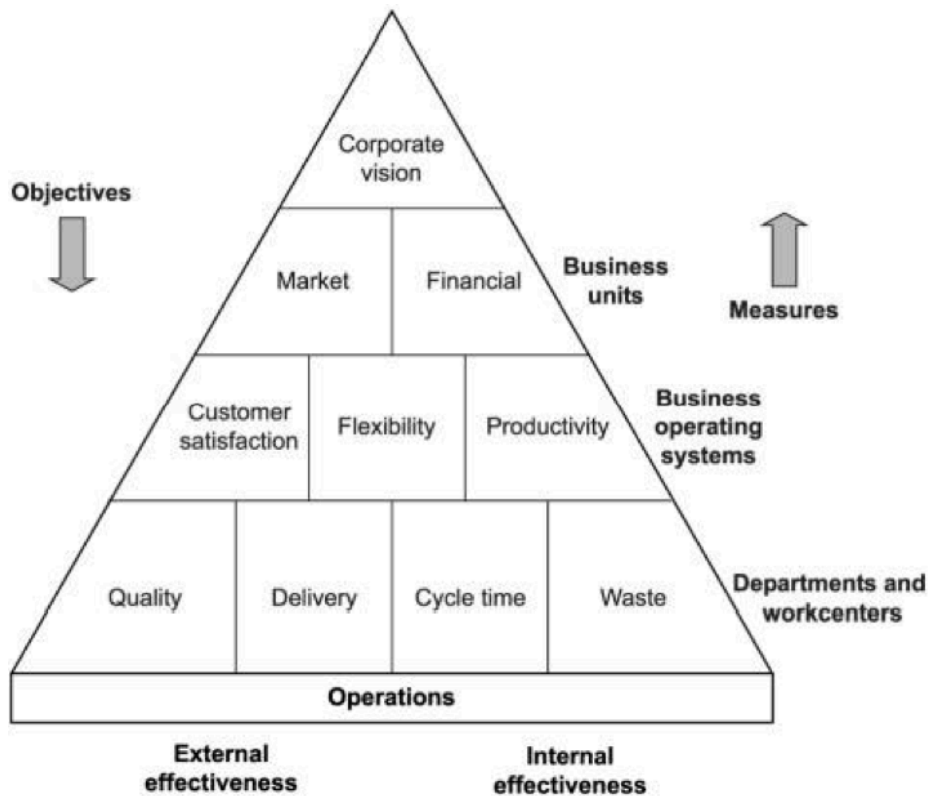 Corporate
vision
Objectives
Market
Financial
Business
units
Measures
Customer
satisfaction
Flexibility
Productivity
Business
operating
systems
Quality
Delivery
Cycle time
Waste
Departments and
workcenters
Operations
External
effectiveness
Internal
effectiveness